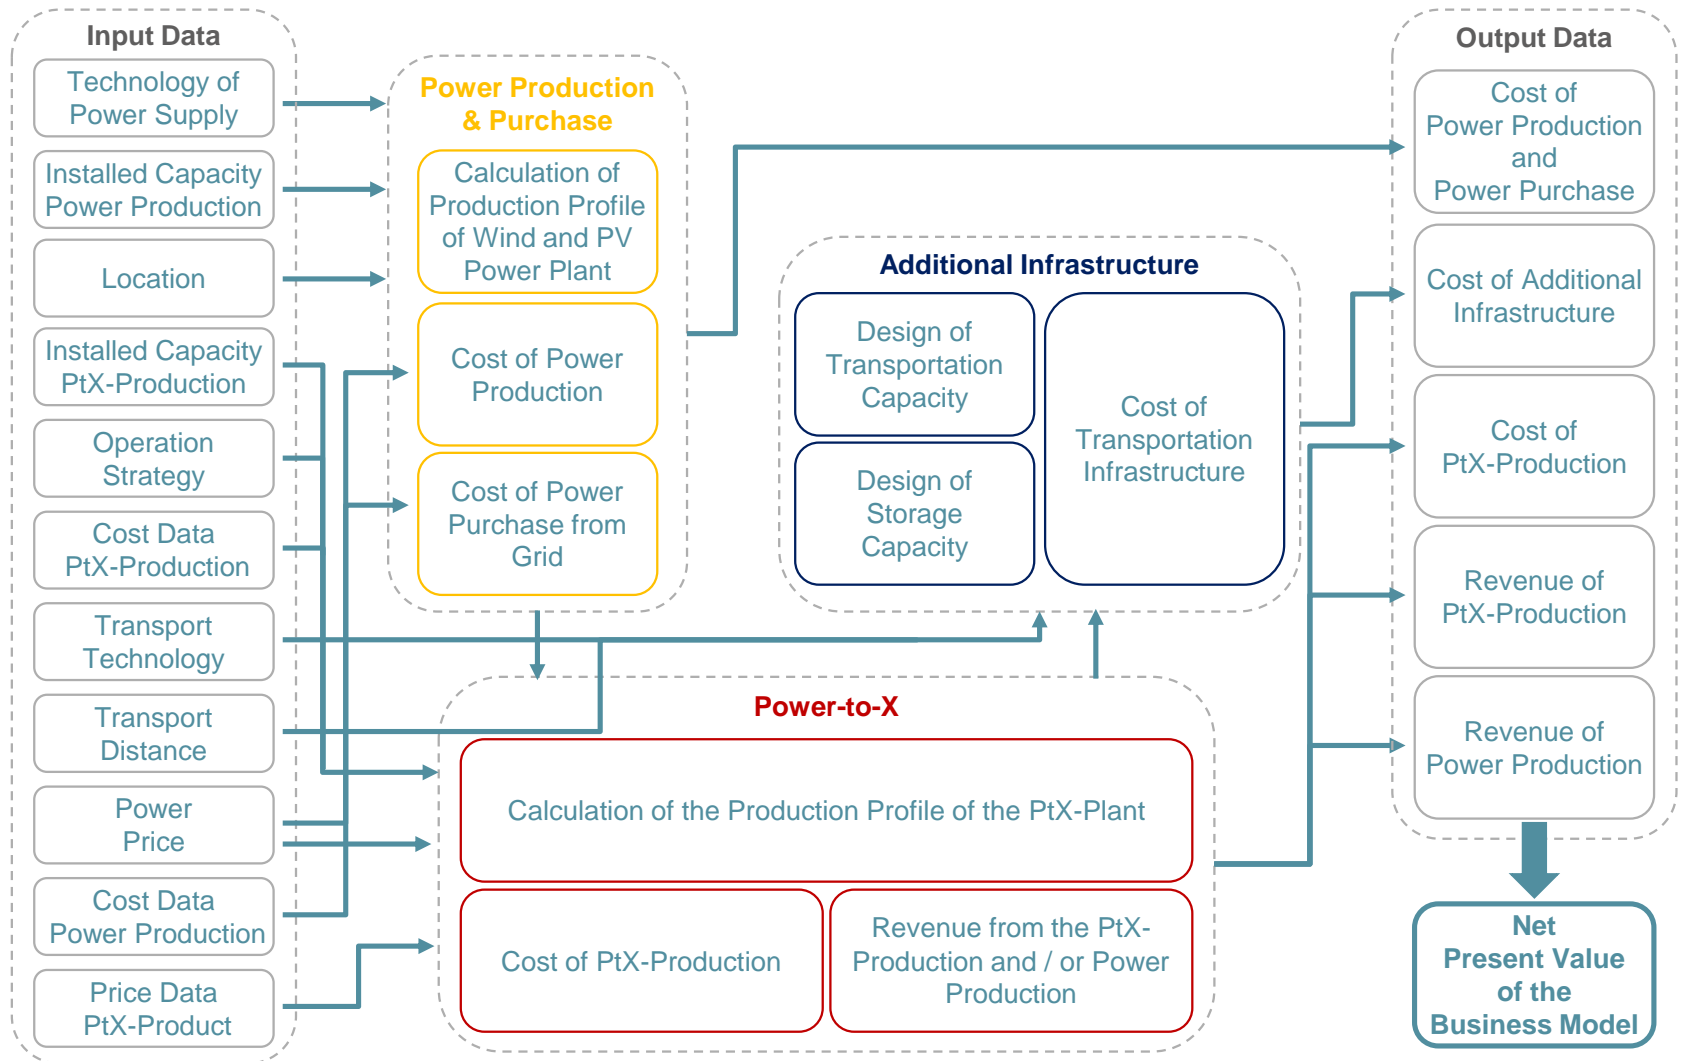 Input Data
Technology of
Power Supply
Installed Capacity
Power Production
Location
Installed Capacity
PtX-Production
Operation
Strategy
Cost Data
PtX-Production
Transport
Technology
Transport
Distance
Power
Price
Cost Data
Power Production
Price Data
PtX-Product
Power Production
& Purchase
Calculation of
Production Profile
of Wind and PV
Power Plant
Cost of Power
Production
Cost of Power
Purchase from
Grid
Additional Infrastructure
Design of
Transportation
Capacity
Design of
Storage
Capacity
Cost of
Transportation
Infrastructure
Power-to-X
Calculation of the Production Profile of the PtX-Plant
Cost of PtX-Production
Revenue from the PtX-
Production and / or Power
Production
Output Data
Cost of
Power Production
and
Power Purchase
Cost of Additional
Infrastructure
Cost of
PtX-Production
Revenue of
PtX-Production
Revenue of
Power Production
Net
Present Value
of the
Business Model